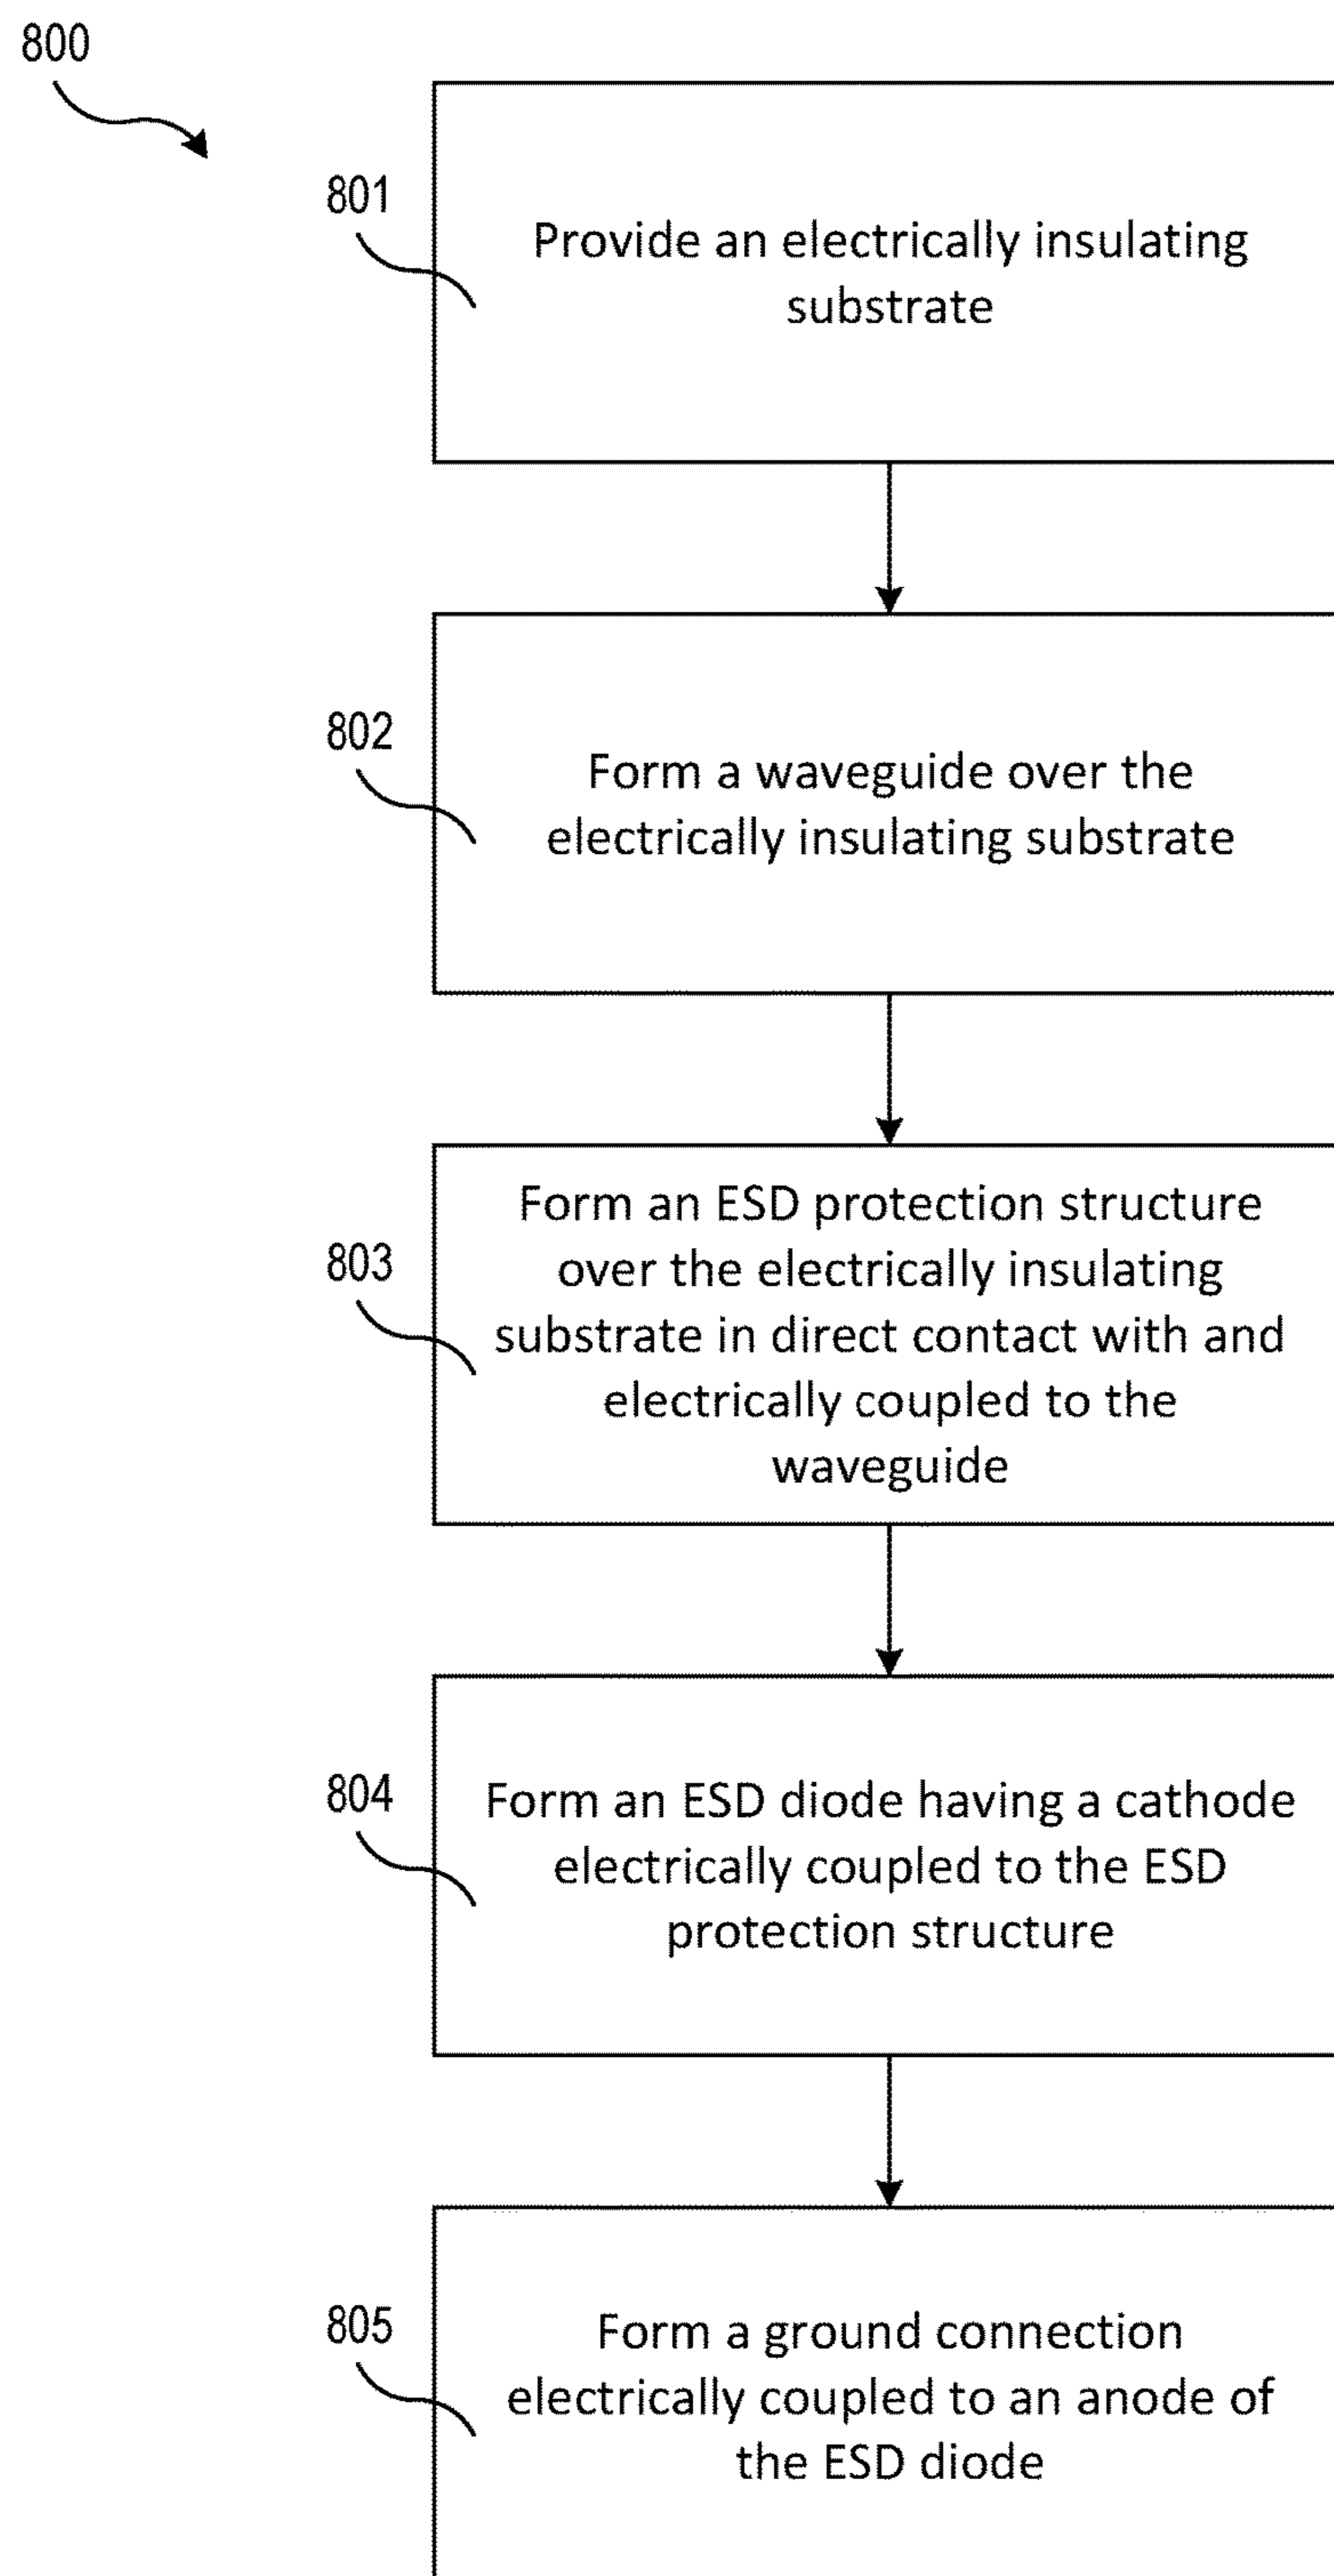 800
801
Provide an electrically insulating
substrate
802
Form a waveguide over the
electrically insulating substrate
803
Form an ESD protection structure
over the electrically insulating
substrate in direct contact with and
electrically coupled to the
waveguide
804
Form an ESD diode having a cathode
electrically coupled to the ESD
protection structure
805
Form a ground connection
electrically coupled to an anode of
the ESD diode